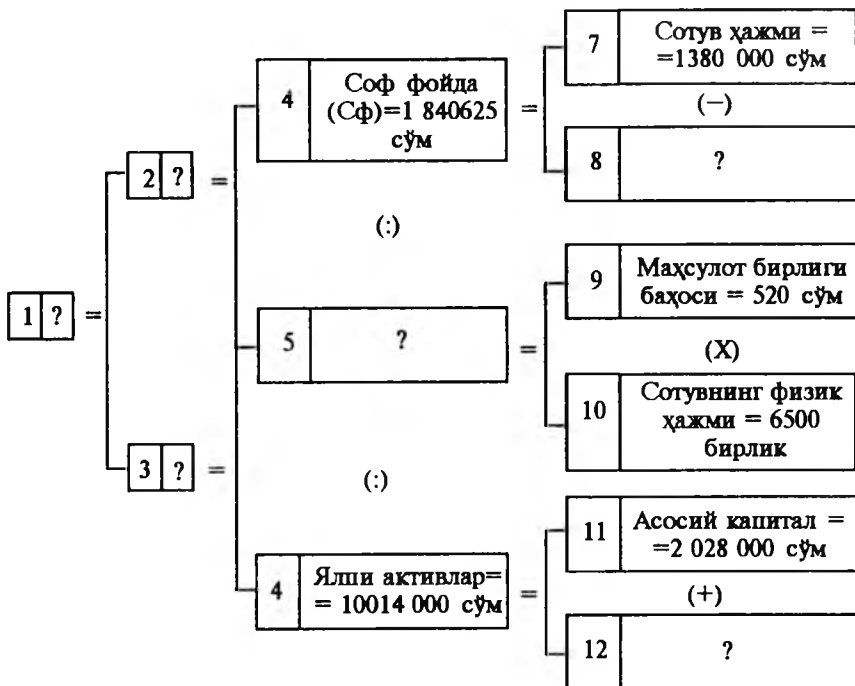 1 ?
=
2 ?
=
3 ?
=
4
Соф фойда
(Сф)=1 840625
сўм
=
(:)
5
?
=
(:)
4
Ялпи активлар=
= 10014 000 сўм
=
7
Сотув ҳажми =
=1380 000 сўм
(−)
8
?
9
Маҳсулот бирлиги
баҳоси = 520 сўм
(X)
10
Сотувнинг физик
ҳажми = 6500
бирлик
11
Асосий капитал =
=2 028 000 сўм
(+)
12
?